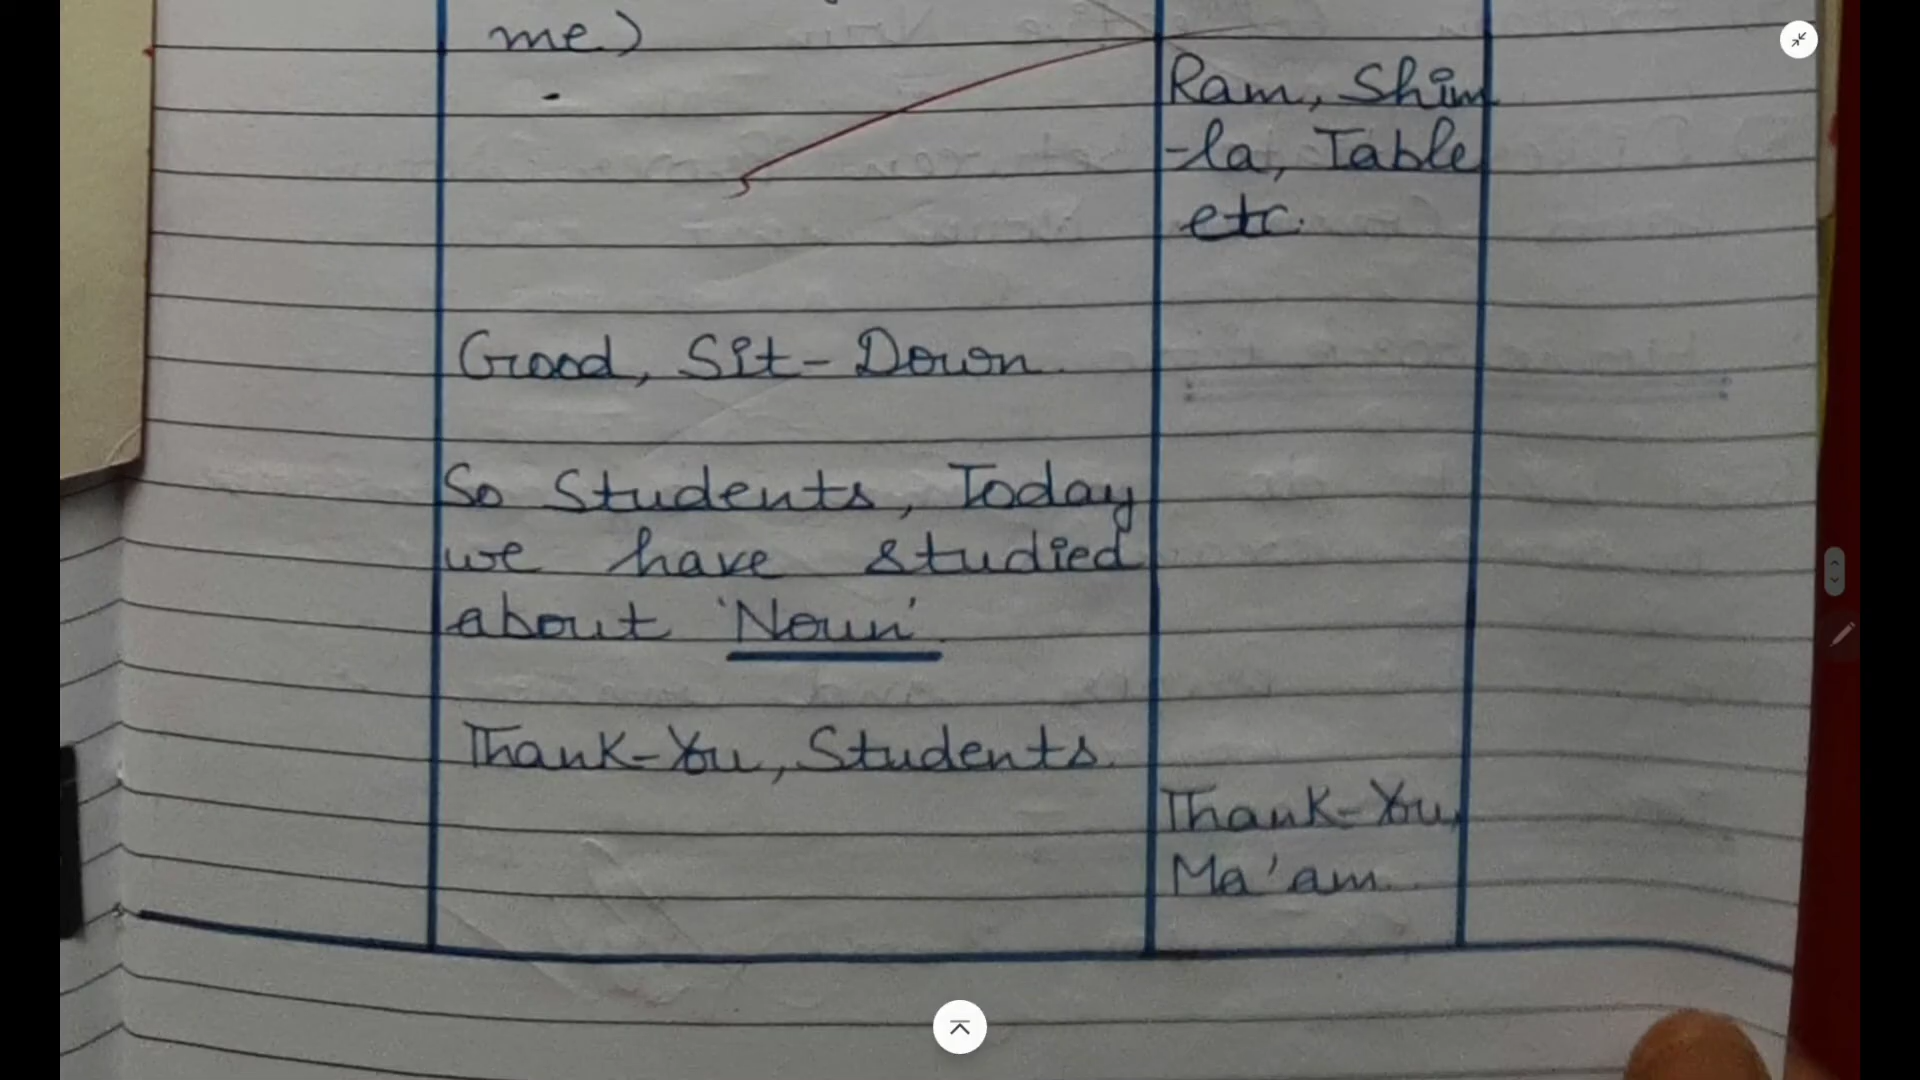 me)
Ram, Shim
-la, Table
etc.
Good, Sit-Down.
So Students, Today
we have studied
about 'Noun'.
Thank-You, Students.
Thank-You,
Ma'am.